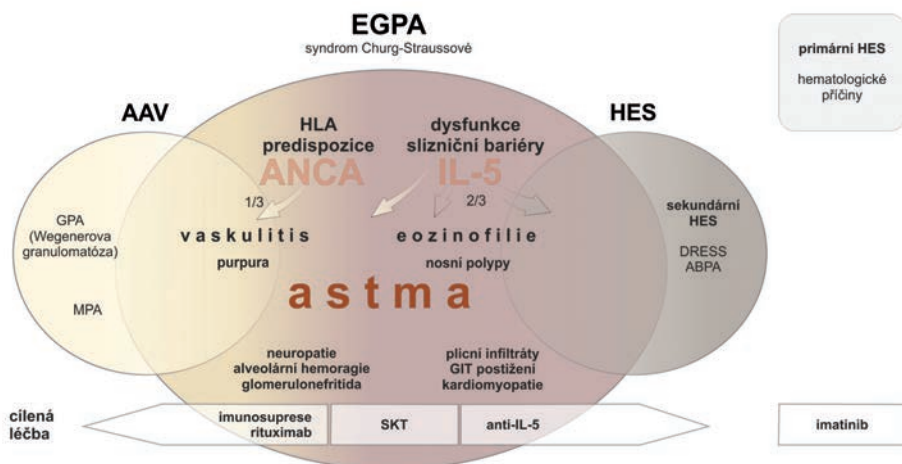 EGPA
syndrom Churg-Straussové
primární HES
hematologické
příčiny
AAV
HES
HLA
predispozice
ANCA
dysfunkce
slizniční bariéry
IL-5
1/3
2/3
GPA
(Wegenerova
granulomatóza)
MPA
vaskulitis
purpura
eozinofilie
nosní polypy
sekundární
HES
DRESS
ABPA
astma
neuropatie
alveolární hemoragie
glomerulonefritida
plicní infiltráty
GIT postižení
kardiomyopatie
cílená
léčba
imunosuprese
rituximab
SKT
anti-IL-5
imatinib